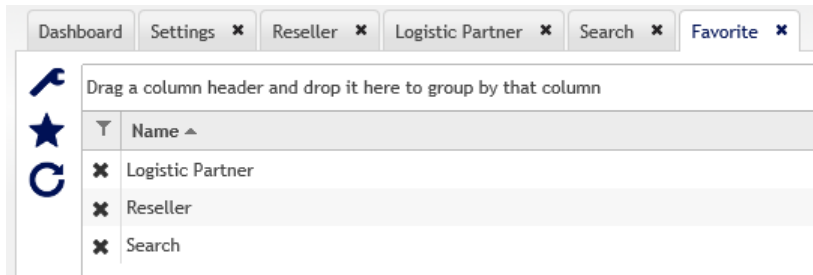 Dashboard Settings Reseller Logistic Partner Search Favorite
Drag a column header and drop it here to group by that column
Name
Logistic Partner
Reseller
Search